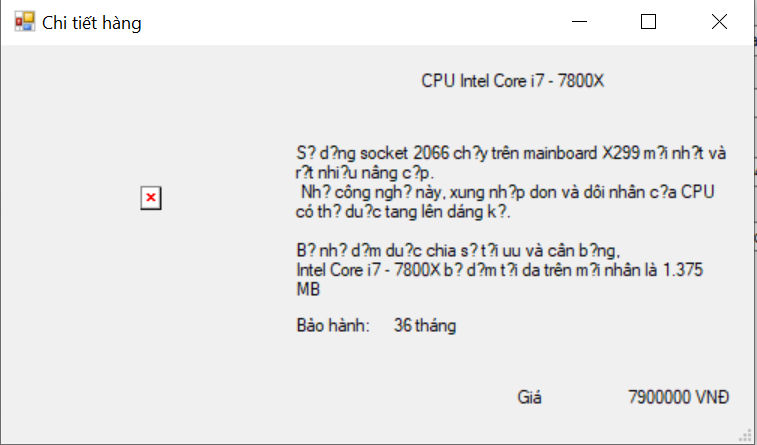 Chi tiết hàng
CPU Intel Core i7 - 7800X
S? d?ng socket 2066 ch?y trên mainboard X299 m?i nh?t và
r?t nhi?u nâng c?p.
Nh? công ngh? này, xung nh?p don và dôi nhân c?a CPU
có th? du?c tang lên dáng k?.
B? nh? d?m du?c chia s? t?i uu và cân b?ng,
Intel Core i7 - 7800X b? d?m t?i da trên m?i nhân là 1.375
MB
Bảo hành: 36 tháng
Giá 7900000 VNĐ